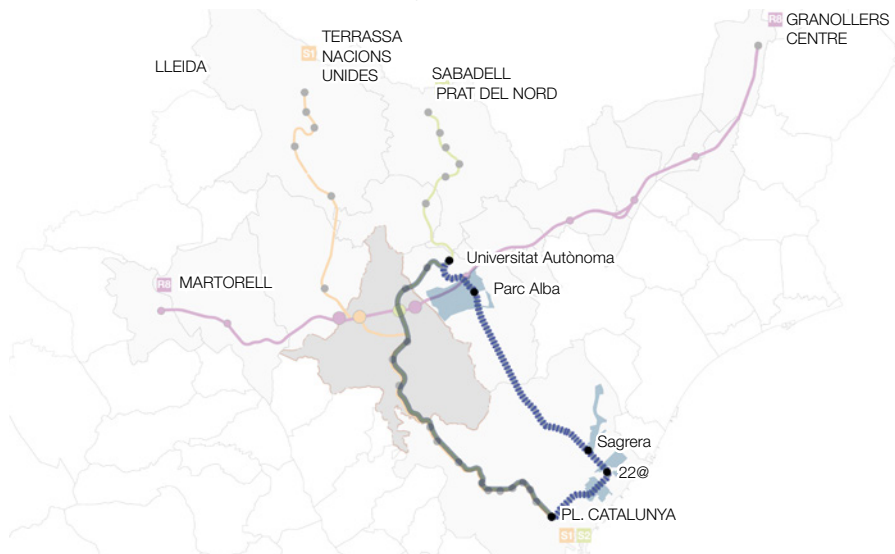 R8 GRANOLLERS
CENTRE
S1 TERRASSA
NACIONS
UNIDES
LLEIDA
SABADELL
PRAT DEL NORD
Universitat Autònoma
R8 MARTORELL
Parc Alba
Sagrera
22@
PL. CATALUNYA
S1 S2